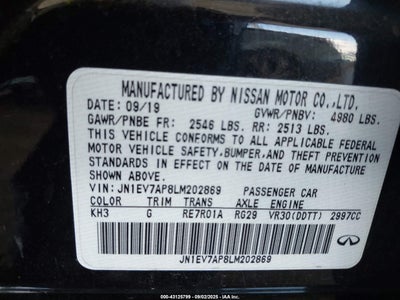 MANUFACTURED BY NISSAN MOTOR CO.,LTD.
DATE: 09/19 GVWR/PNBV: 4980 LBS.
GAWR/PNBE FR: 2546 LBS. RR: 2513 LBS.
THIS VEHICLE CONFORMS TO ALL APPLICABLE FEDERAL
MOTOR VEHICLE SAFETY, BUMPER, AND THEFT PREVENTION
STANDARDS IN EFFECT ON THE DATE OF MANUFACTURE
SHOWN ABOVE.
VIN: JN1EV7AP8LM202869 PASSENGER CAR
COLOR TRIM TRANS AXLE ENGINE
KH3 G RE7R01A RG29 VR30(DDTT) 2997CC
JN1EV7AP8LM202869
INFINITI
IAA - 43125799 - 09/02/2025 - IAAI.com